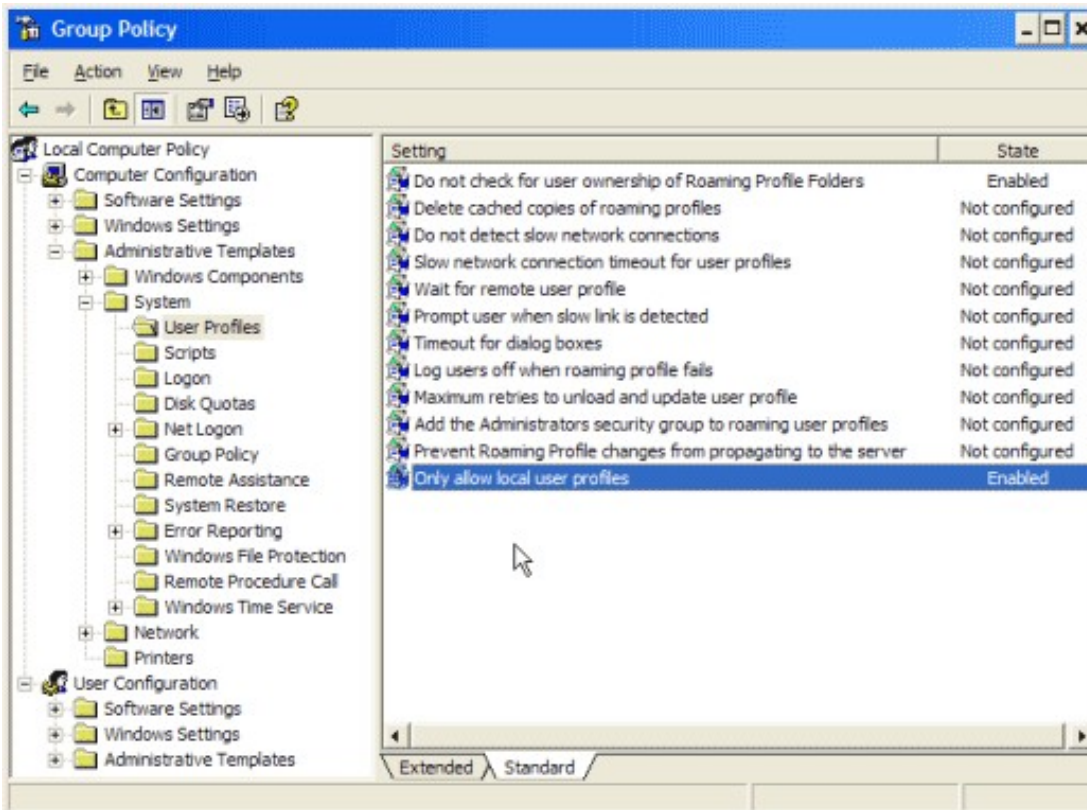 Group Policy
File Action View Help
Local Computer Policy
Computer Configuration
Software Settings
Windows Settings
Administrative Templates
Windows Components
System
User Profiles
Scripts
Logon
Disk Quotas
Net Logon
Group Policy
Remote Assistance
System Restore
Error Reporting
Windows File Protection
Remote Procedure Call
Windows Time Service
Network
Printers
User Configuration
Software Settings
Windows Settings
Administrative Templates
Setting State
Do not check for user ownership of Roaming Profile Folders Enabled
Delete cached copies of roaming profiles Not configured
Do not detect slow network connections Not configured
Slow network connection timeout for user profiles Not configured
Wait for remote user profile Not configured
Prompt user when slow link is detected Not configured
Timeout for dialog boxes Not configured
Log users off when roaming profile fails Not configured
Maximum retries to unload and update user profile Not configured
Add the Administrators security group to roaming user profiles Not configured
Prevent Roaming Profile changes from propagating to the server Not configured
Only allow local user profiles Enabled
Extended Standard